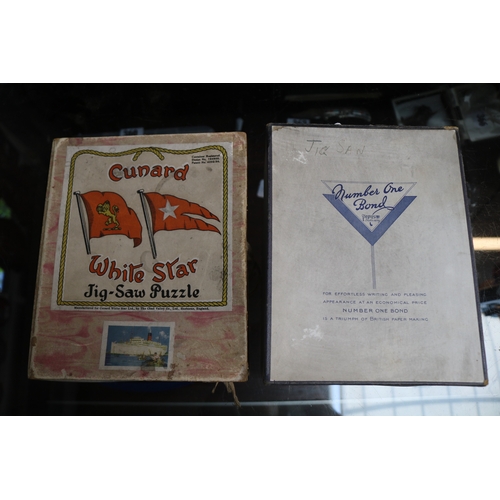 Cunard
White Star
Jig-Saw Puzzle
Jig Saw
Number One
Bond
FOR EFFORTLESS WRITING AND PLEASING
APPEARANCE AT AN ECONOMICAL PRICE
NUMBER ONE BOND
IS A TRIUMPH OF BRITISH PAPER MAKING